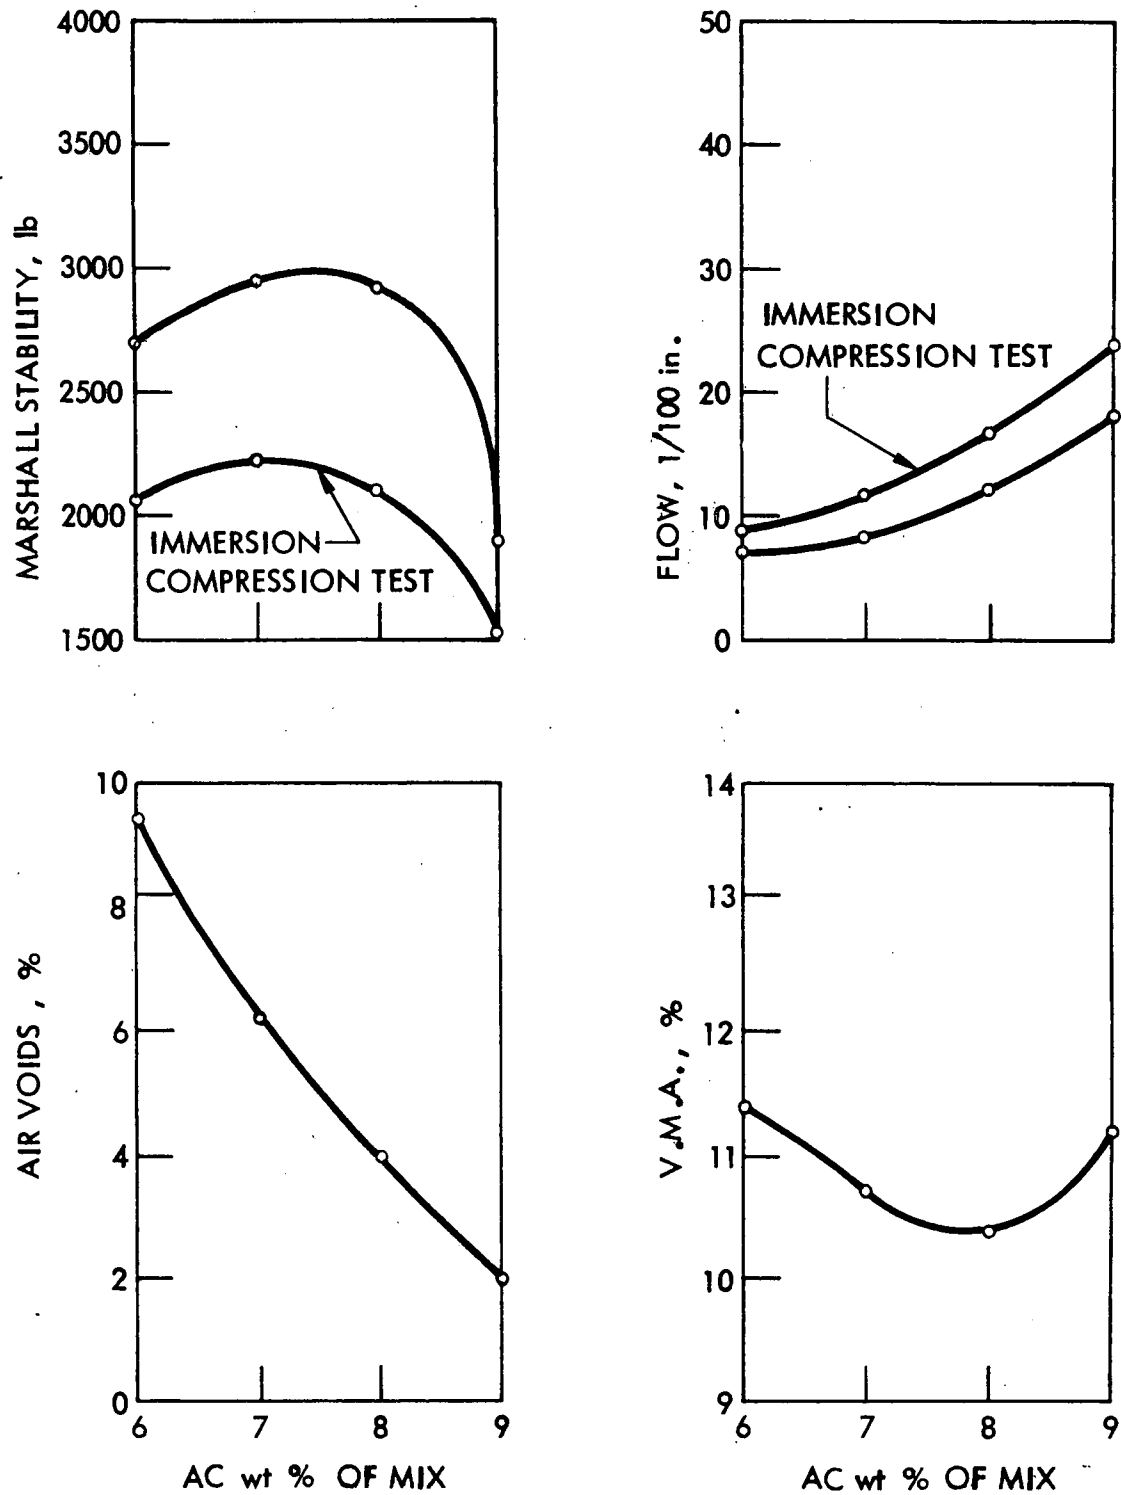 4000
3500
3000
2500
2000
1500
MARSHALL STABILITY, lb
IMMERSION
COMPRESSION TEST
50
40
30
20
10
0
FLOW, 1/100 in.
IMMERSION
COMPRESSION TEST
10
8
6
4
2
0
AIR VOIDS, %
6 7 8 9
AC wt % OF MIX
14
13
12
11
10
9
V.M.A., %
6 7 8 9
AC wt % OF MIX